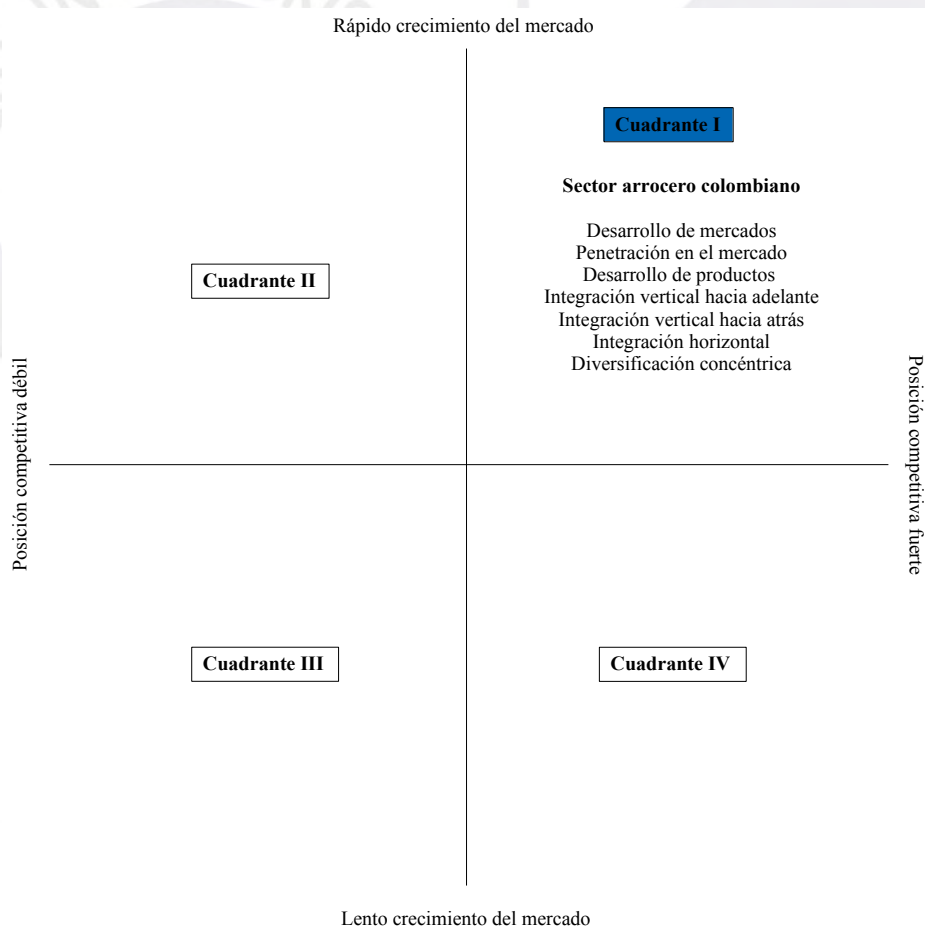 Rápido crecimiento del mercado
Cuadrante I
Sector arrocero colombiano
Desarrollo de mercados
Penetración en el mercado
Desarrollo de productos
Integración vertical hacia adelante
Integración vertical hacia atrás
Integración horizontal
Diversificación concéntrica
Cuadrante II
Posición competitiva débil
Posición competitiva fuerte
Cuadrante III
Cuadrante IV
Lento crecimiento del mercado